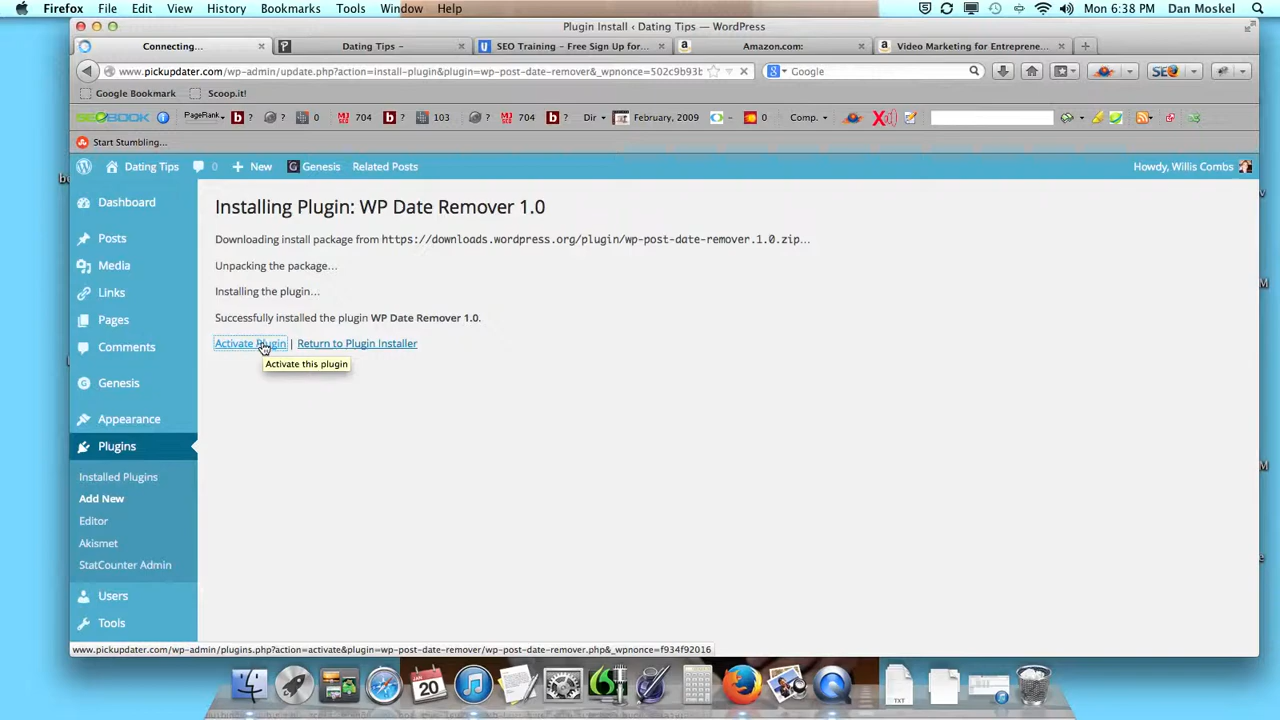 Firefox File Edit View History Bookmarks Tools Window Help Mon 6:38 PM Dan Moskel
Plugin Install ‹ Dating Tips — WordPress
Connecting... Dating Tips – SEO Training – Free Sign Up for... Amazon.com: Video Marketing for Entreprene...
www.pickupdater.com/wp-admin/update.php?action=install-plugin&plugin=wp-post-date-remover&_wpnonce=502c9b93b Google SEO
Google Bookmark Scoop.it!
SEOBOOK PageRank ? ? 0 704 ? 103 ? 704 ? Dir February, 2009 – 0 Comp.
Start Stumbling...
Dating Tips 0 New Genesis Related Posts Howdy, Willis Combs
Dashboard
Posts
Media
Links
Pages
Comments
Genesis
Appearance
Plugins
Installed Plugins
Add New
Editor
Akismet
StatCounter Admin
Users
Tools
Installing Plugin: WP Date Remover 1.0
Downloading install package from https://downloads.wordpress.org/plugin/wp-post-date-remover.1.0.zip…
Unpacking the package…
Installing the plugin…
Successfully installed the plugin WP Date Remover 1.0.
Activate Plugin | Return to Plugin Installer
Activate this plugin
www.pickupdater.com/wp-admin/plugins.php?action=activate&plugin=wp-post-date-remover/wp-post-date-remover.php&_wpnonce=f934f92016
20
TXT